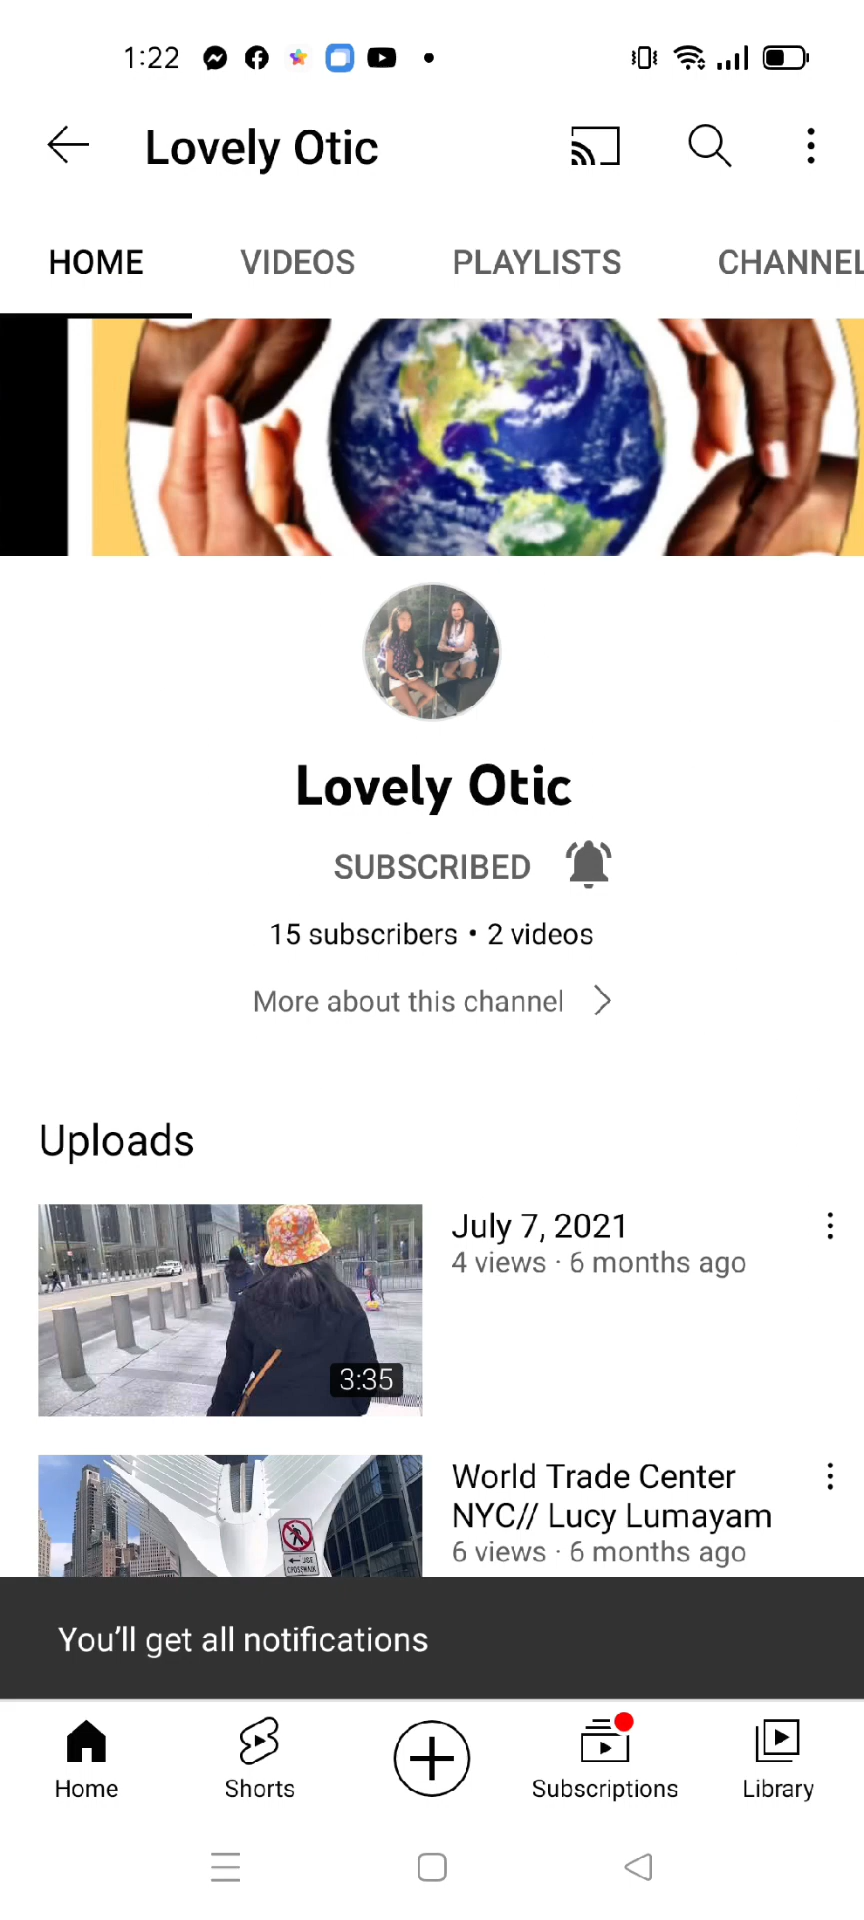 1:22
Lovely Otic
HOME VIDEOS PLAYLISTS CHANNEL
Lovely Otic
SUBSCRIBED
15 subscribers • 2 videos
More about this channel
Uploads
July 7, 2021
4 views · 6 months ago
3:35
World Trade Center
NYC// Lucy Lumayam
6 views · 6 months ago
USE
CROSSWALK
You'll get all notifications
Home Shorts Subscriptions Library